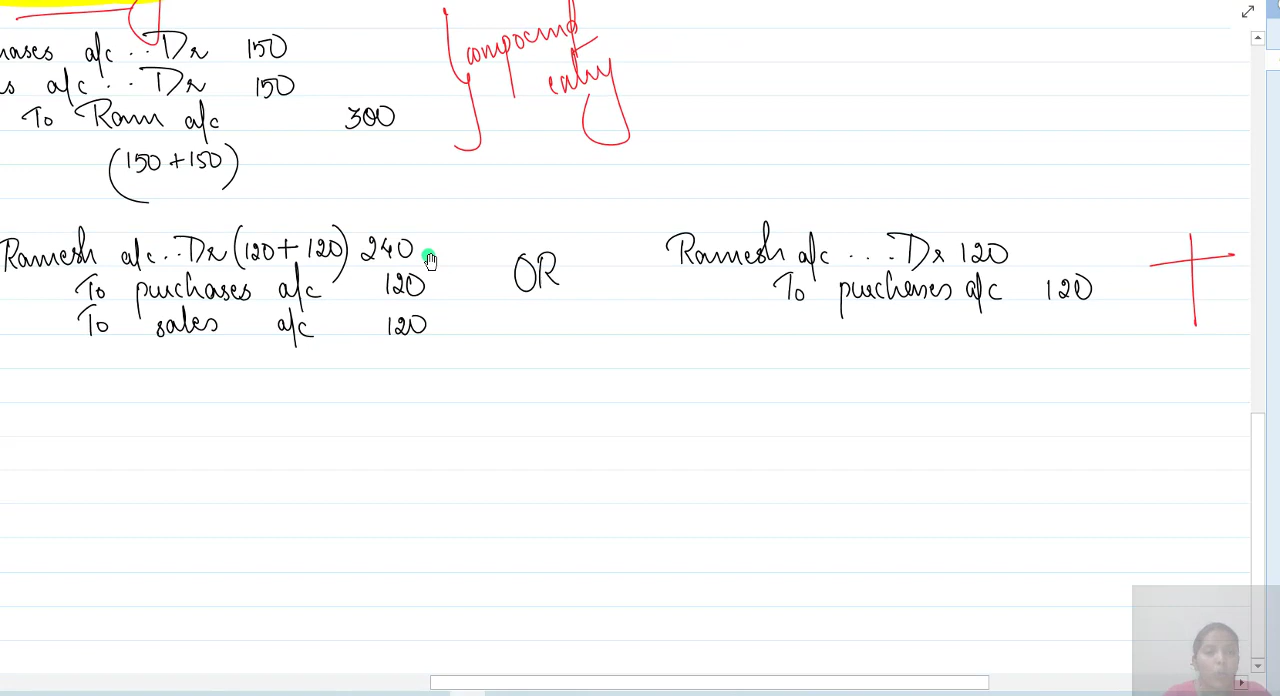 hases a/c ... Dr 150
s a/c ... Dr 150
To Ram a/c 300
(150 + 150)
Compound
entry
Ramesh a/c .. Dr (120 + 120) 240
To purchases a/c 120
To sales a/c 120
OR
Ramesh a/c ... Dr 120
To purchases a/c 120